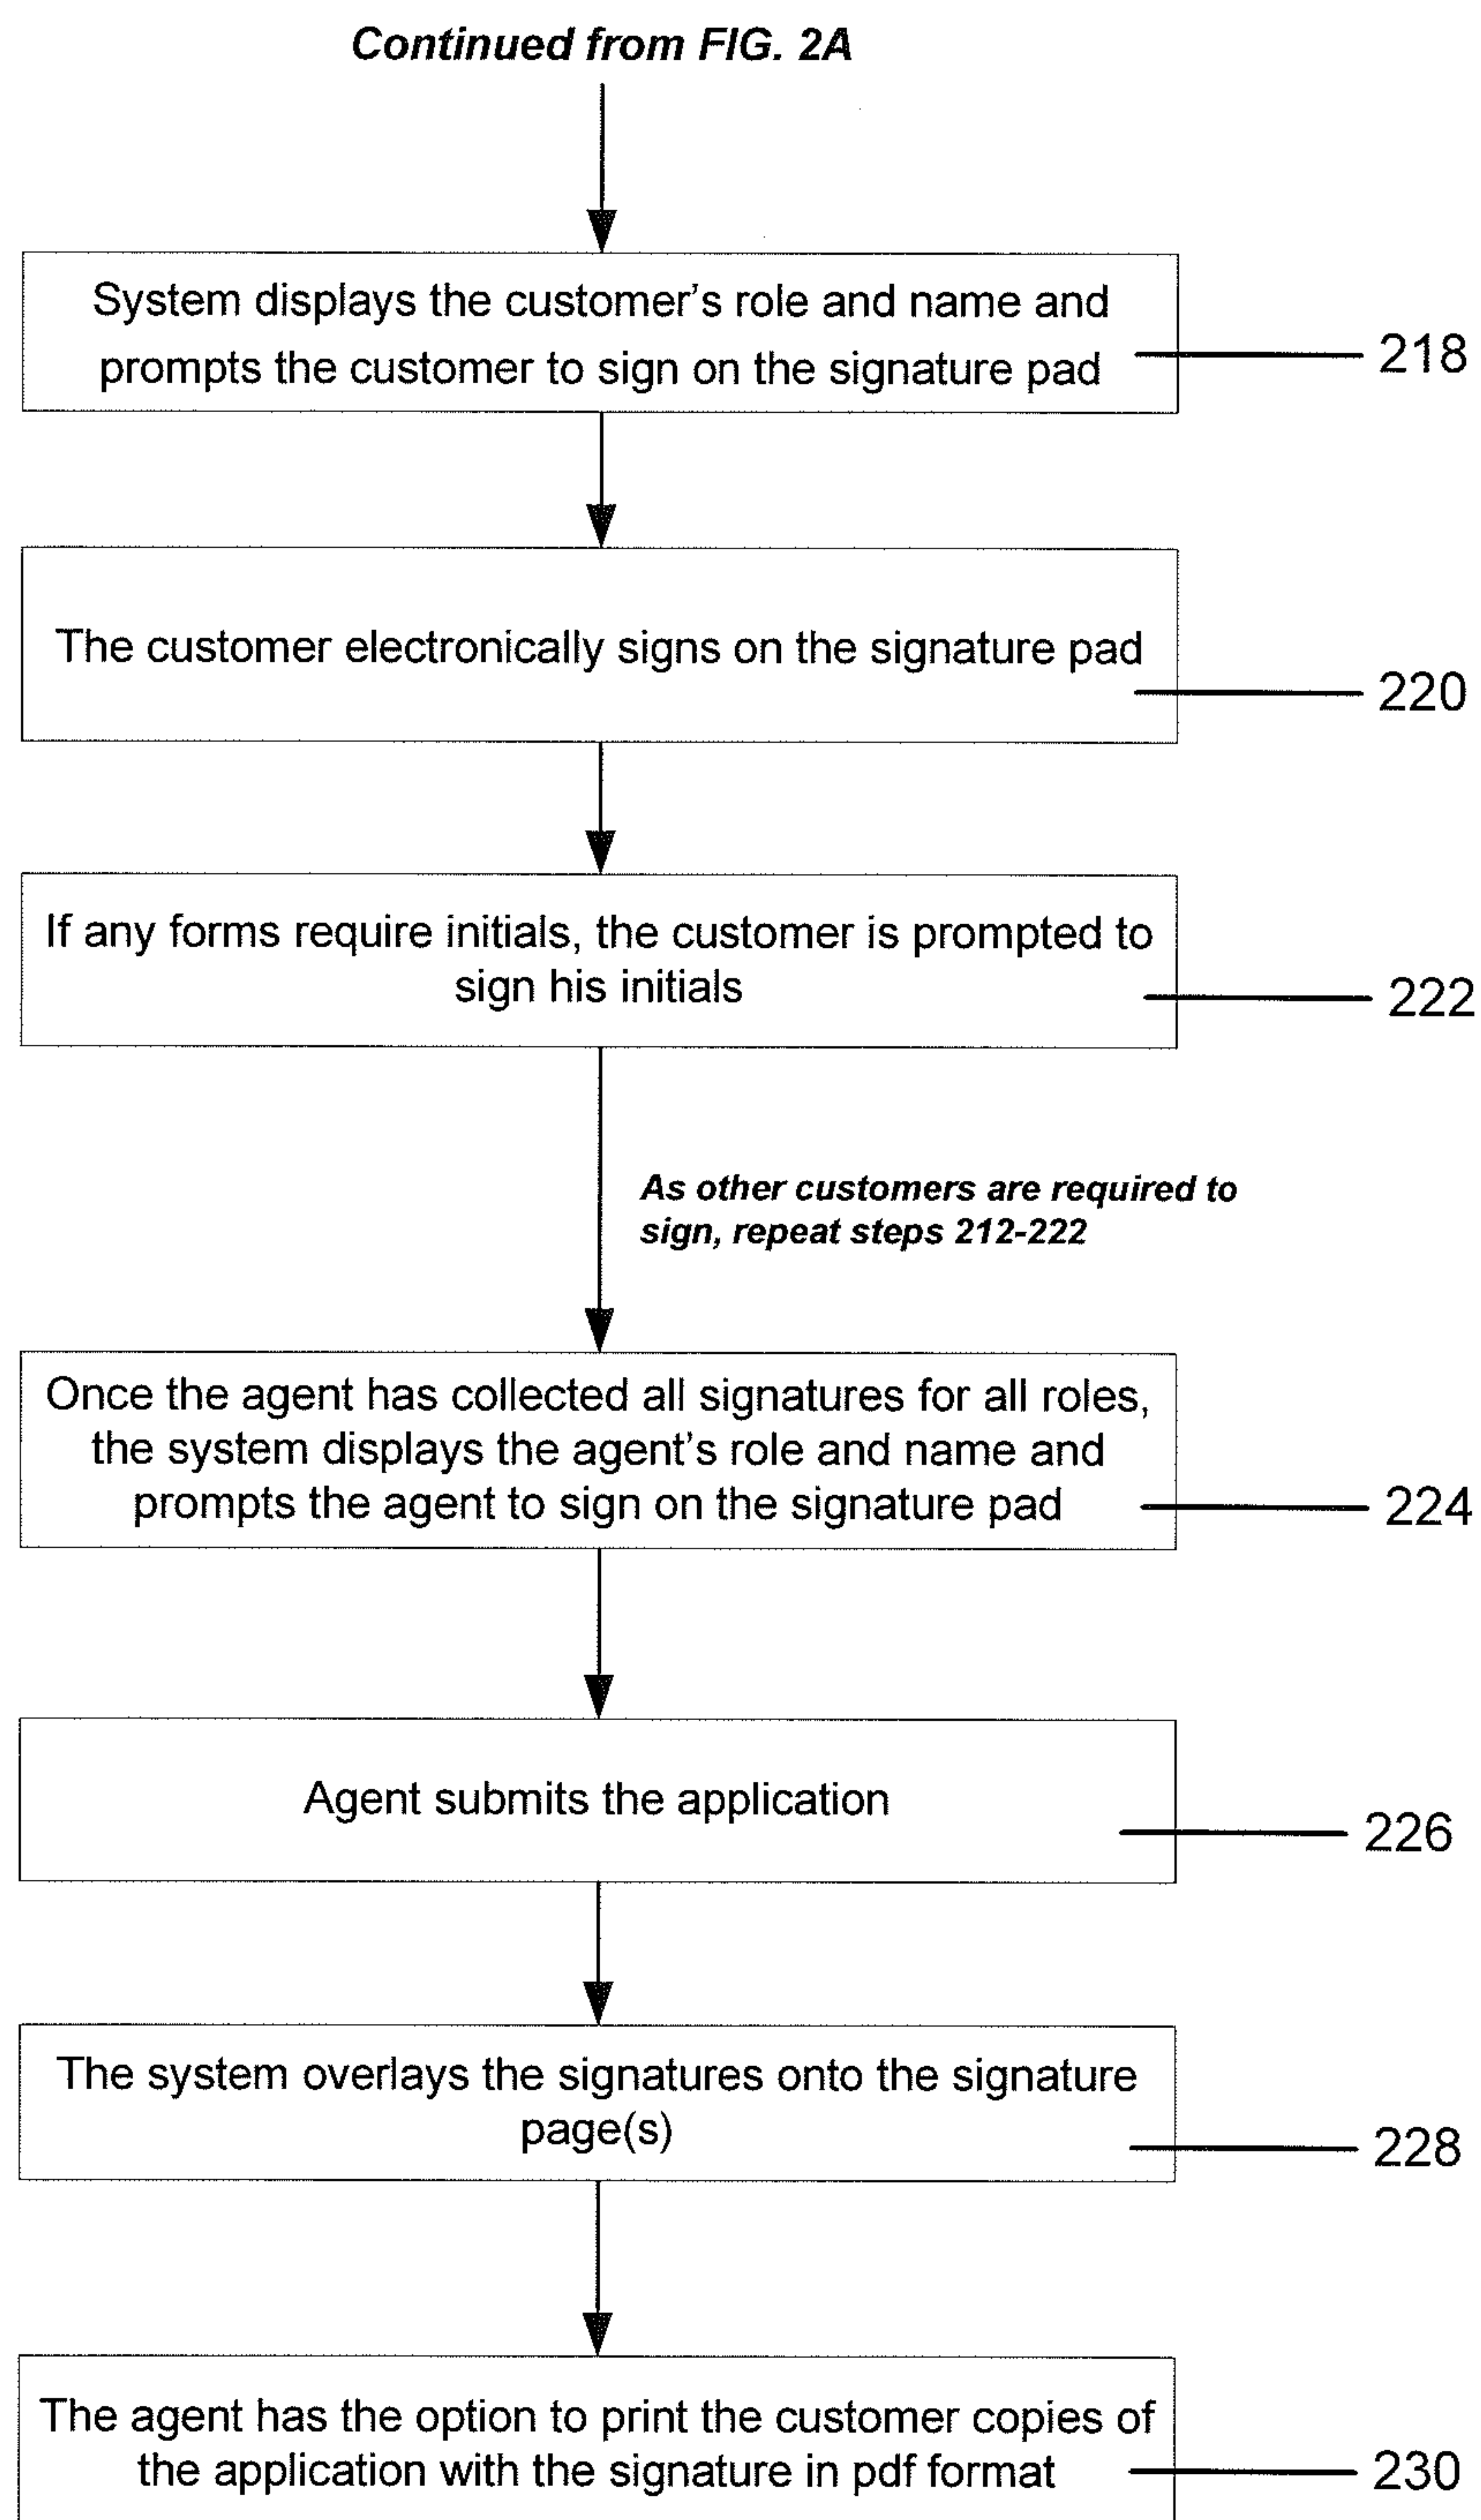 Continued from FIG. 2A
System displays the customer's role and name and
prompts the customer to sign on the signature pad
218
The customer electronically signs on the signature pad
220
If any forms require initials, the customer is prompted to
sign his initials
222
As other customers are required to
sign, repeat steps 212-222
Once the agent has collected all signatures for all roles,
the system displays the agent's role and name and
prompts the agent to sign on the signature pad
224
Agent submits the application
226
The system overlays the signatures onto the signature
page(s)
228
The agent has the option to print the customer copies of
the application with the signature in pdf format
230